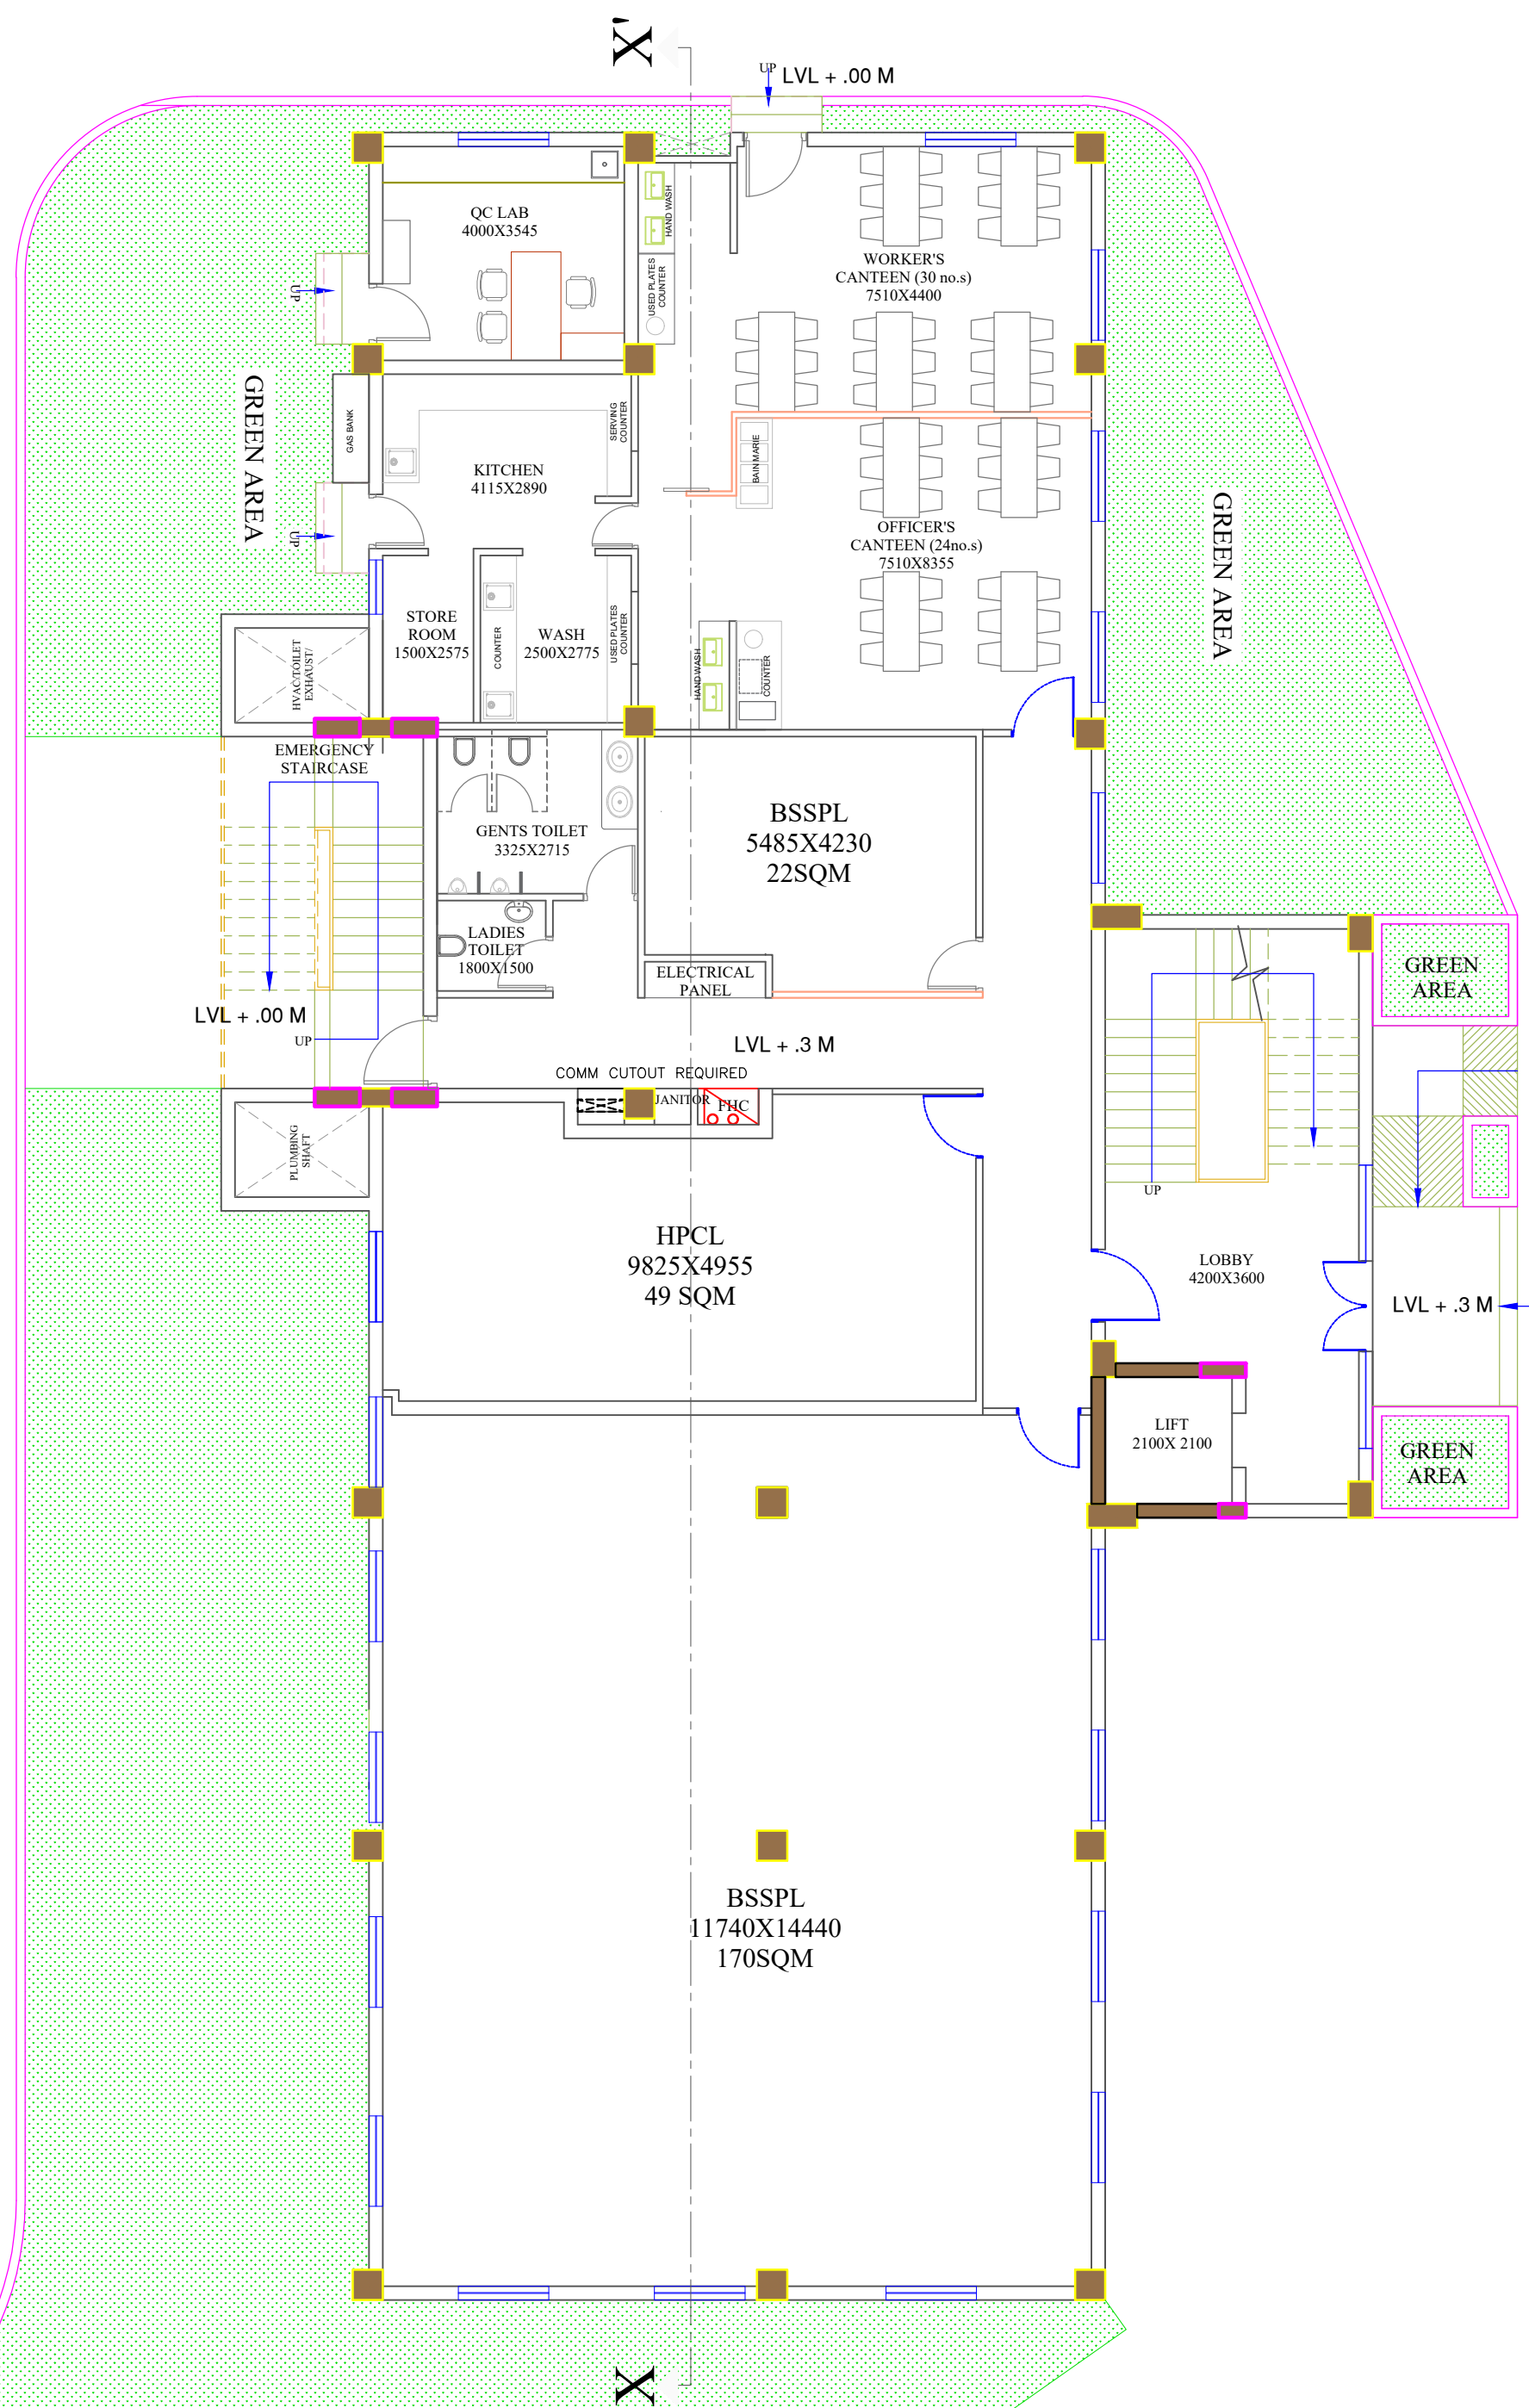 X'
UP
LVL + .00 M
QC LAB
4000X3545
HAND WASH
USED PLATES
COUNTER
WORKER'S
CANTEEN (30 no.s)
7510X4400
UP
GREEN AREA
GAS BANK
SERVING
COUNTER
KITCHEN
4115X2890
BAIN MARIE
OFFICER'S
CANTEEN (24no.s)
7510X8355
GREEN AREA
UP
STORE
ROOM
1500X2575
COUNTER
WASH
2500X2775
USED PLATES
COUNTER
HAND WASH
COUNTER
HVAC/TOILET
EXHAUST/
EMERGENCY
STAIRCASE
GENTS TOILET
3325X2715
BSSPL
5485X4230
22SQM
LADIES
TOILET
1800X1500
ELECTRICAL
PANEL
GREEN
AREA
LVL + .00 M
UP
LVL + .3 M
COMM CUTOUT REQUIRED
JANITOR
FHC
PLUMBING
SHAFT
UP
HPCL
9825X4955
49 SQM
LOBBY
4200X3600
LVL + .3 M
LIFT
2100X 2100
GREEN
AREA
BSSPL
11740X14440
170SQM
X